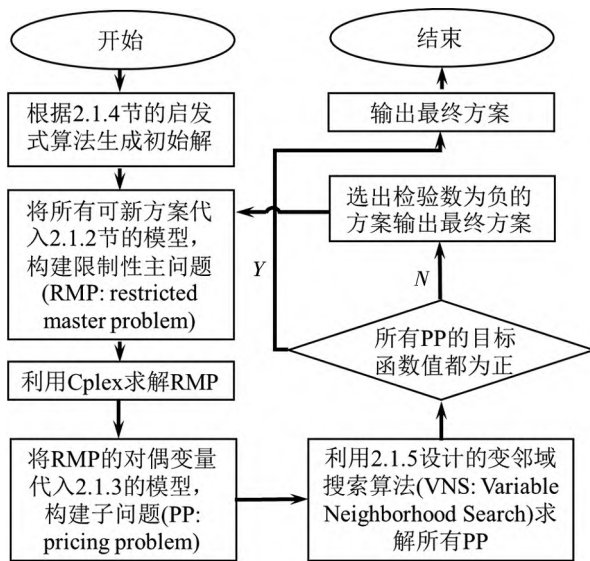 开始
根据2.1.4节的启发
式算法生成初始解
将所有可新方案代
入2.1.2节的模型，
构建限制性主问题
(RMP: restricted
master problem)
利用Cplex求解RMP
将RMP的对偶变量
代入2.1.3的模型，
构建子问题(PP:
pricing problem)
利用2.1.5设计的变邻域
搜索算法(VNS: Variable
Neighborhood Search)求
解所有PP
所有PP的目标
函数值都为正
N
Y
选出检验数为负的
方案输出最终方案
输出最终方案
结束